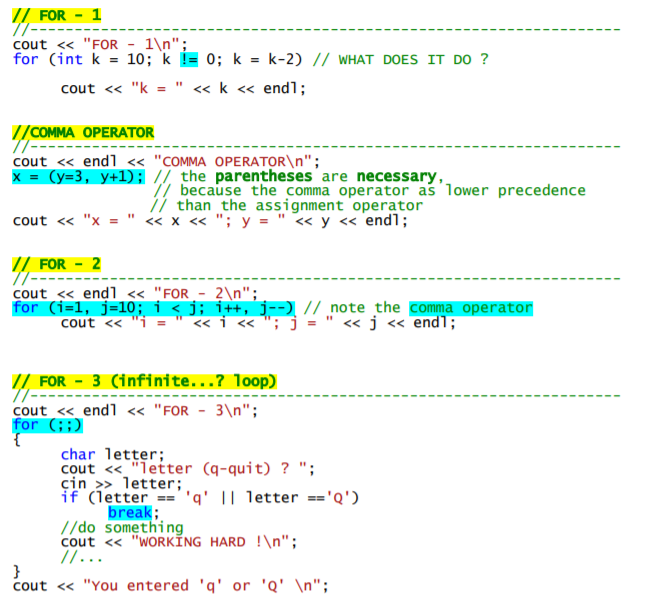 // FOR - 1
//-------------------------------------------------------------------
cout << "FOR - 1\n";
for (int k = 10; k != 0; k = k-2) // WHAT DOES IT DO ?
cout << "k = " << k << endl;
//COMMA OPERATOR
//-------------------------------------------------------------------
cout << endl << "COMMA OPERATOR\n";
x = (y=3, y+1); // the parentheses are necessary,
// because the comma operator as lower precedence
// than the assignment operator
cout << "x = " << x << "; y = " << y << endl;
// FOR - 2
//-------------------------------------------------------------------
cout << endl << "FOR - 2\n";
for (i=1, j=10; i < j; i++, j--) // note the comma operator
cout << "i = " << i << "; j = " << j << endl;
// FOR - 3 (infinite...? loop)
//-------------------------------------------------------------------
cout << endl << "FOR - 3\n";
for (;;)
{
char letter;
cout << "letter (q-quit) ? ";
cin >> letter;
if (letter == 'q' || letter =='Q')
break;
//do something
cout << "WORKING HARD !\n";
//...
}
cout << "You entered 'q' or 'Q' \n";